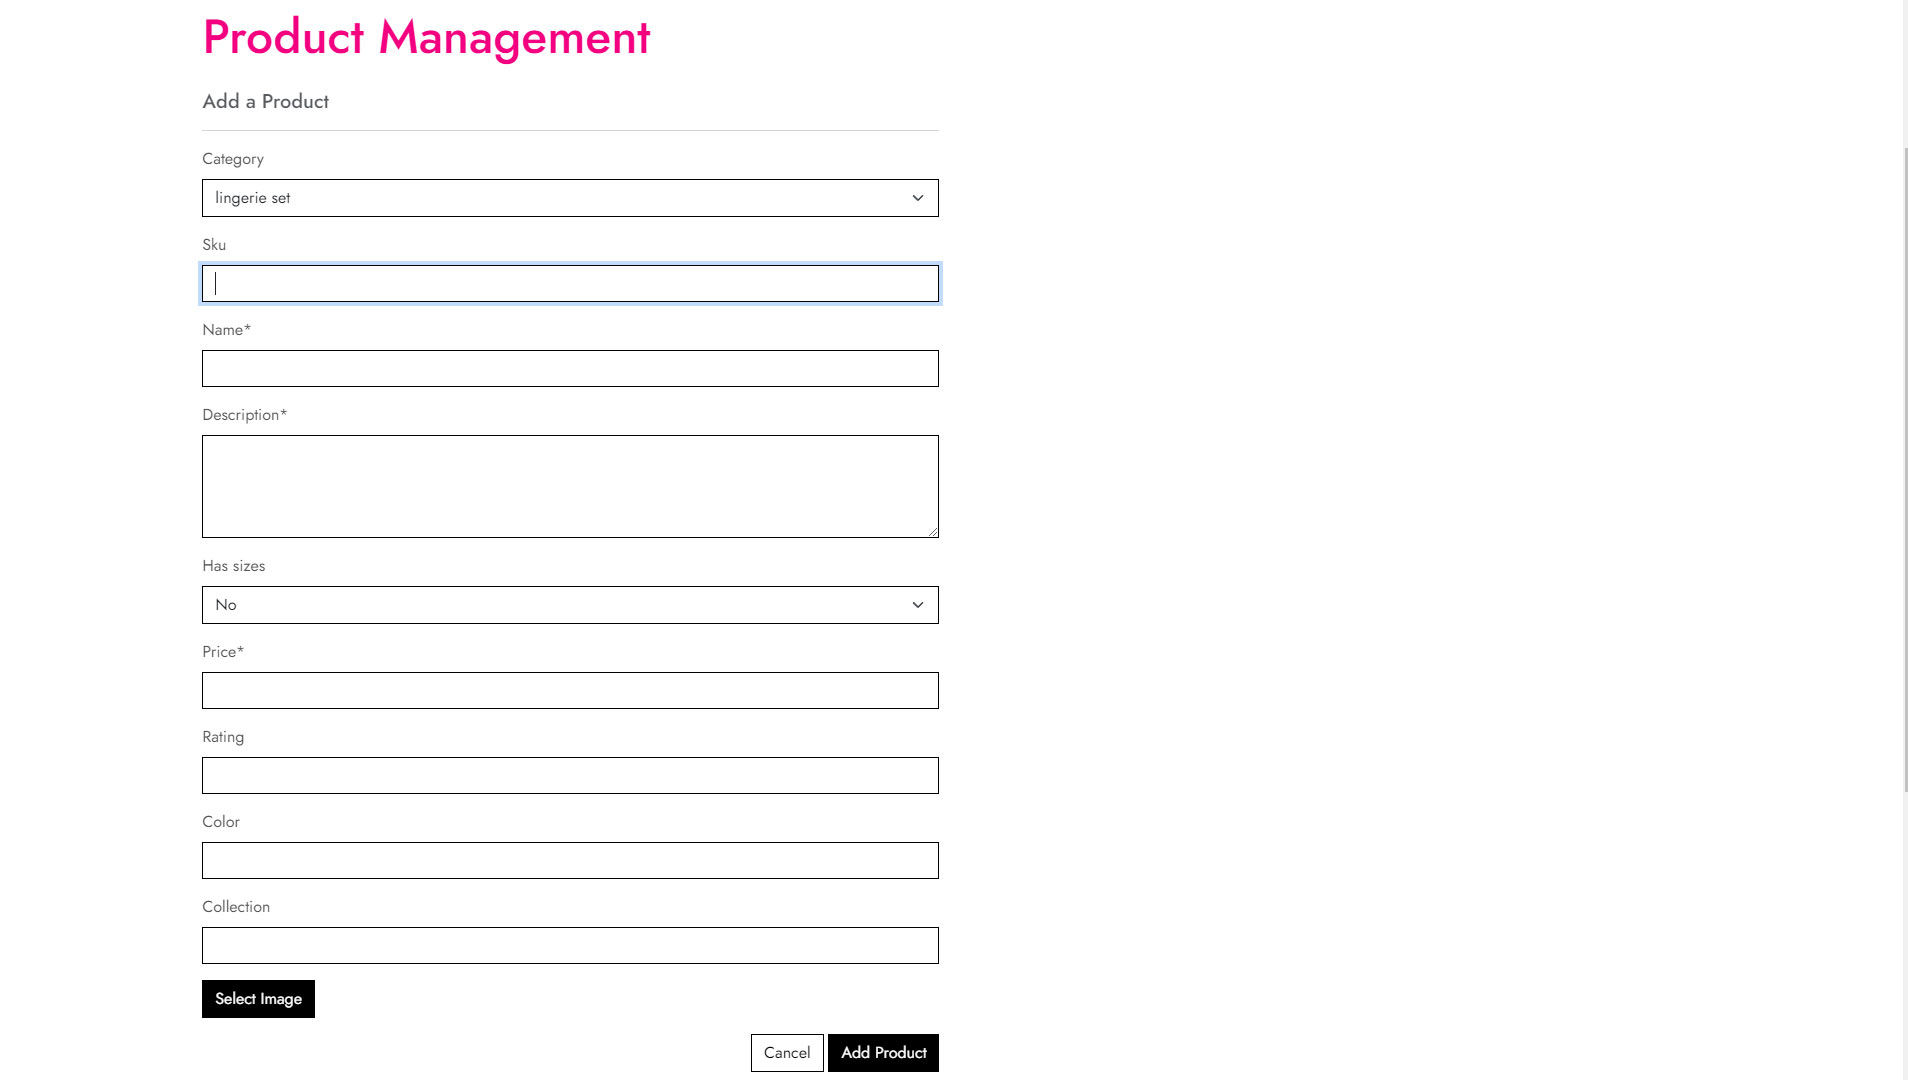 Product Management
Add a Product
Category
lingerie set
Sku
Name*
Description*
Has sizes
No
Price*
Rating
Color
Collection
Select Image
Cancel Add Product